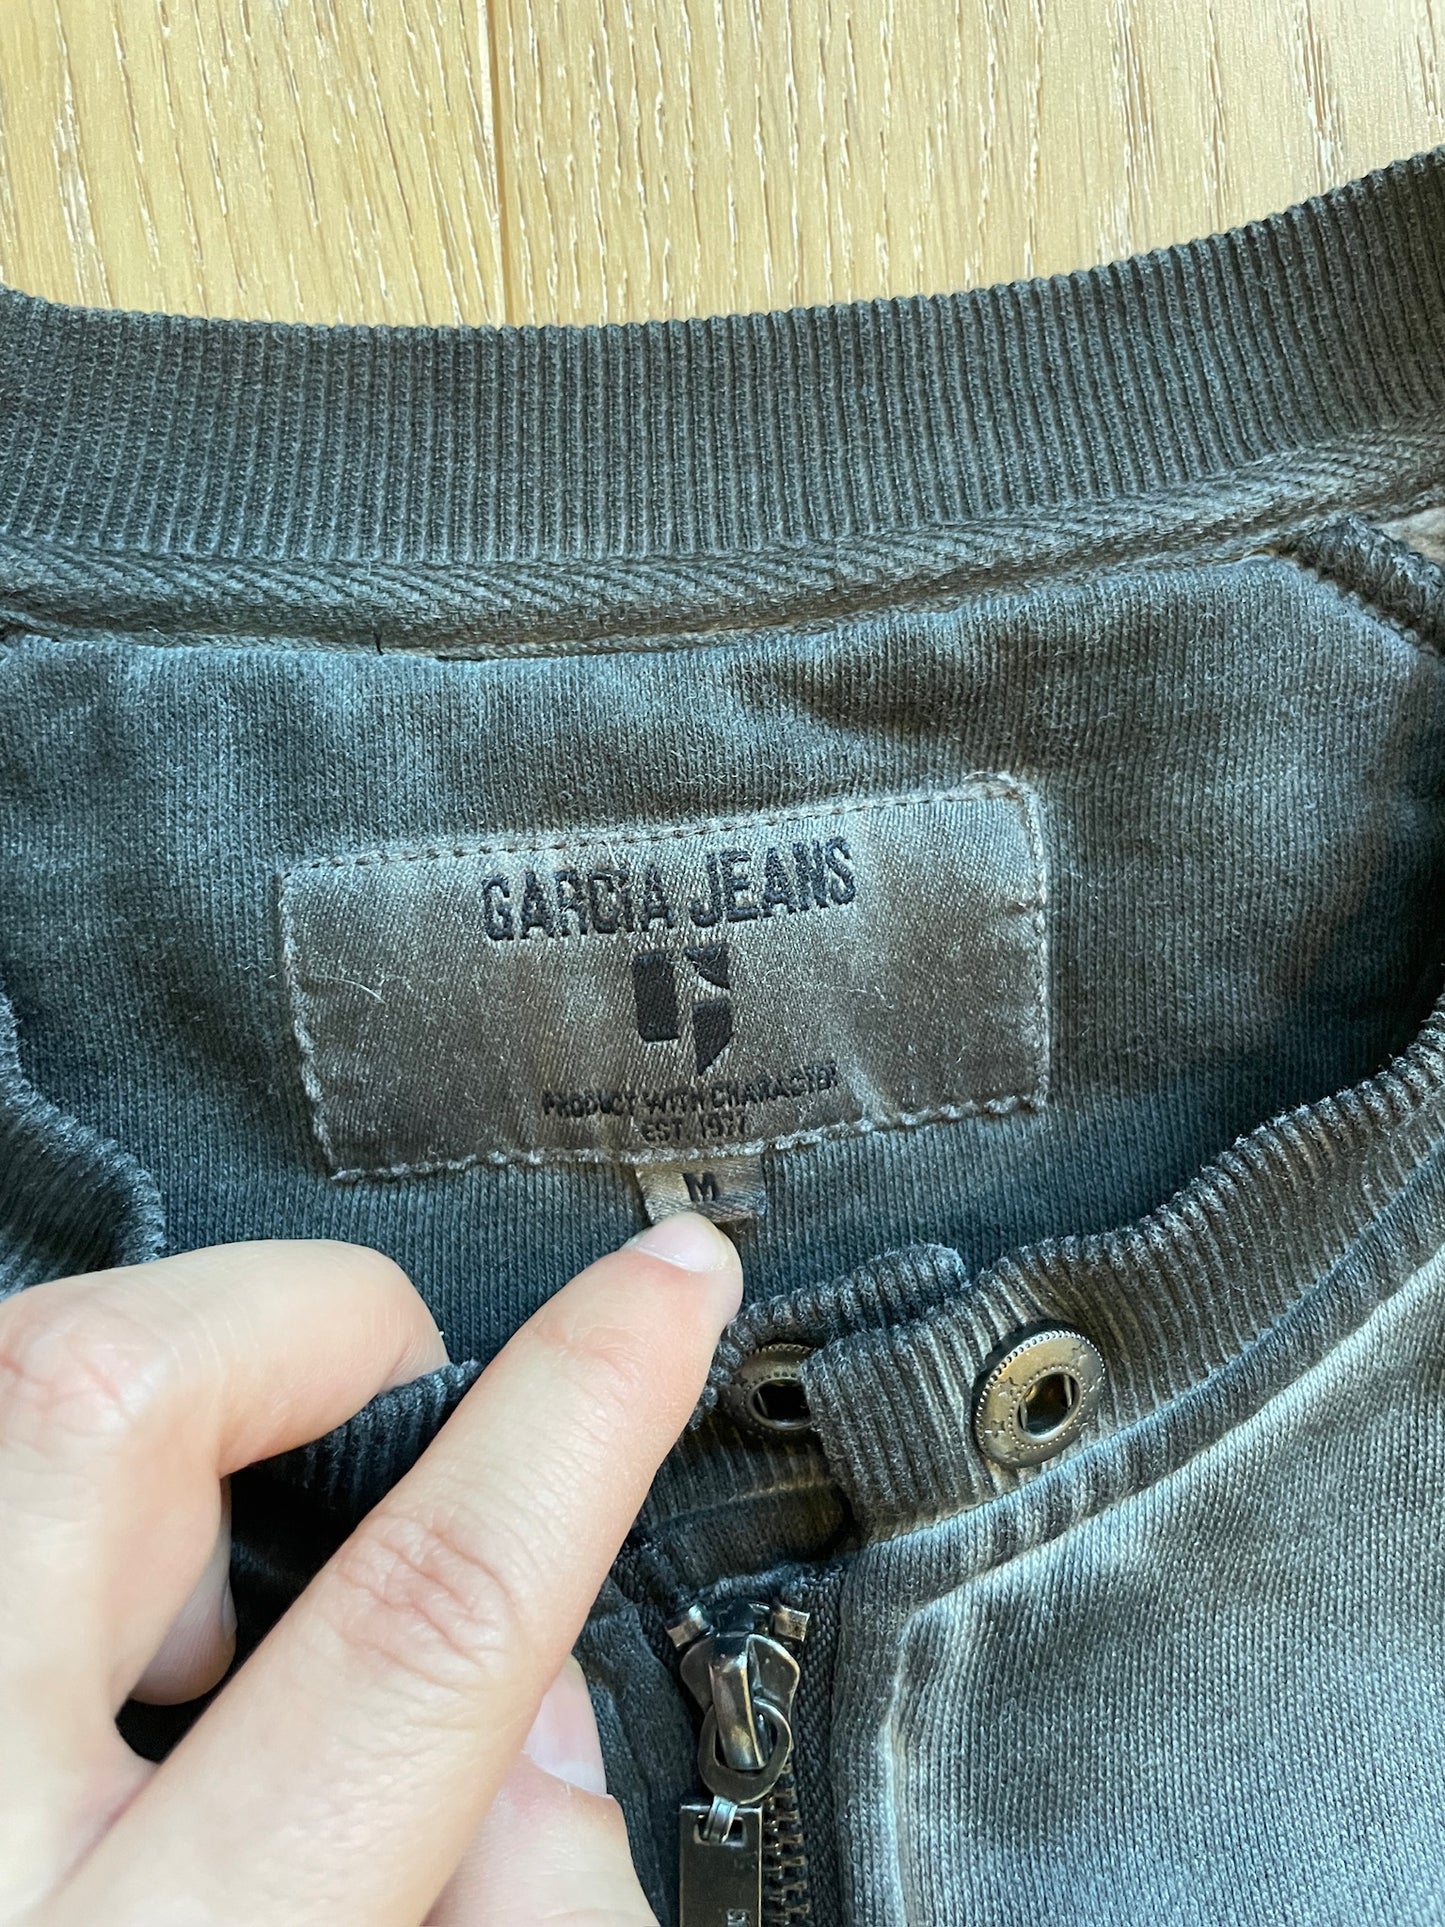 GARCIA JEANS
PRODUCT WITH CHARACTER
EST. 1977
M